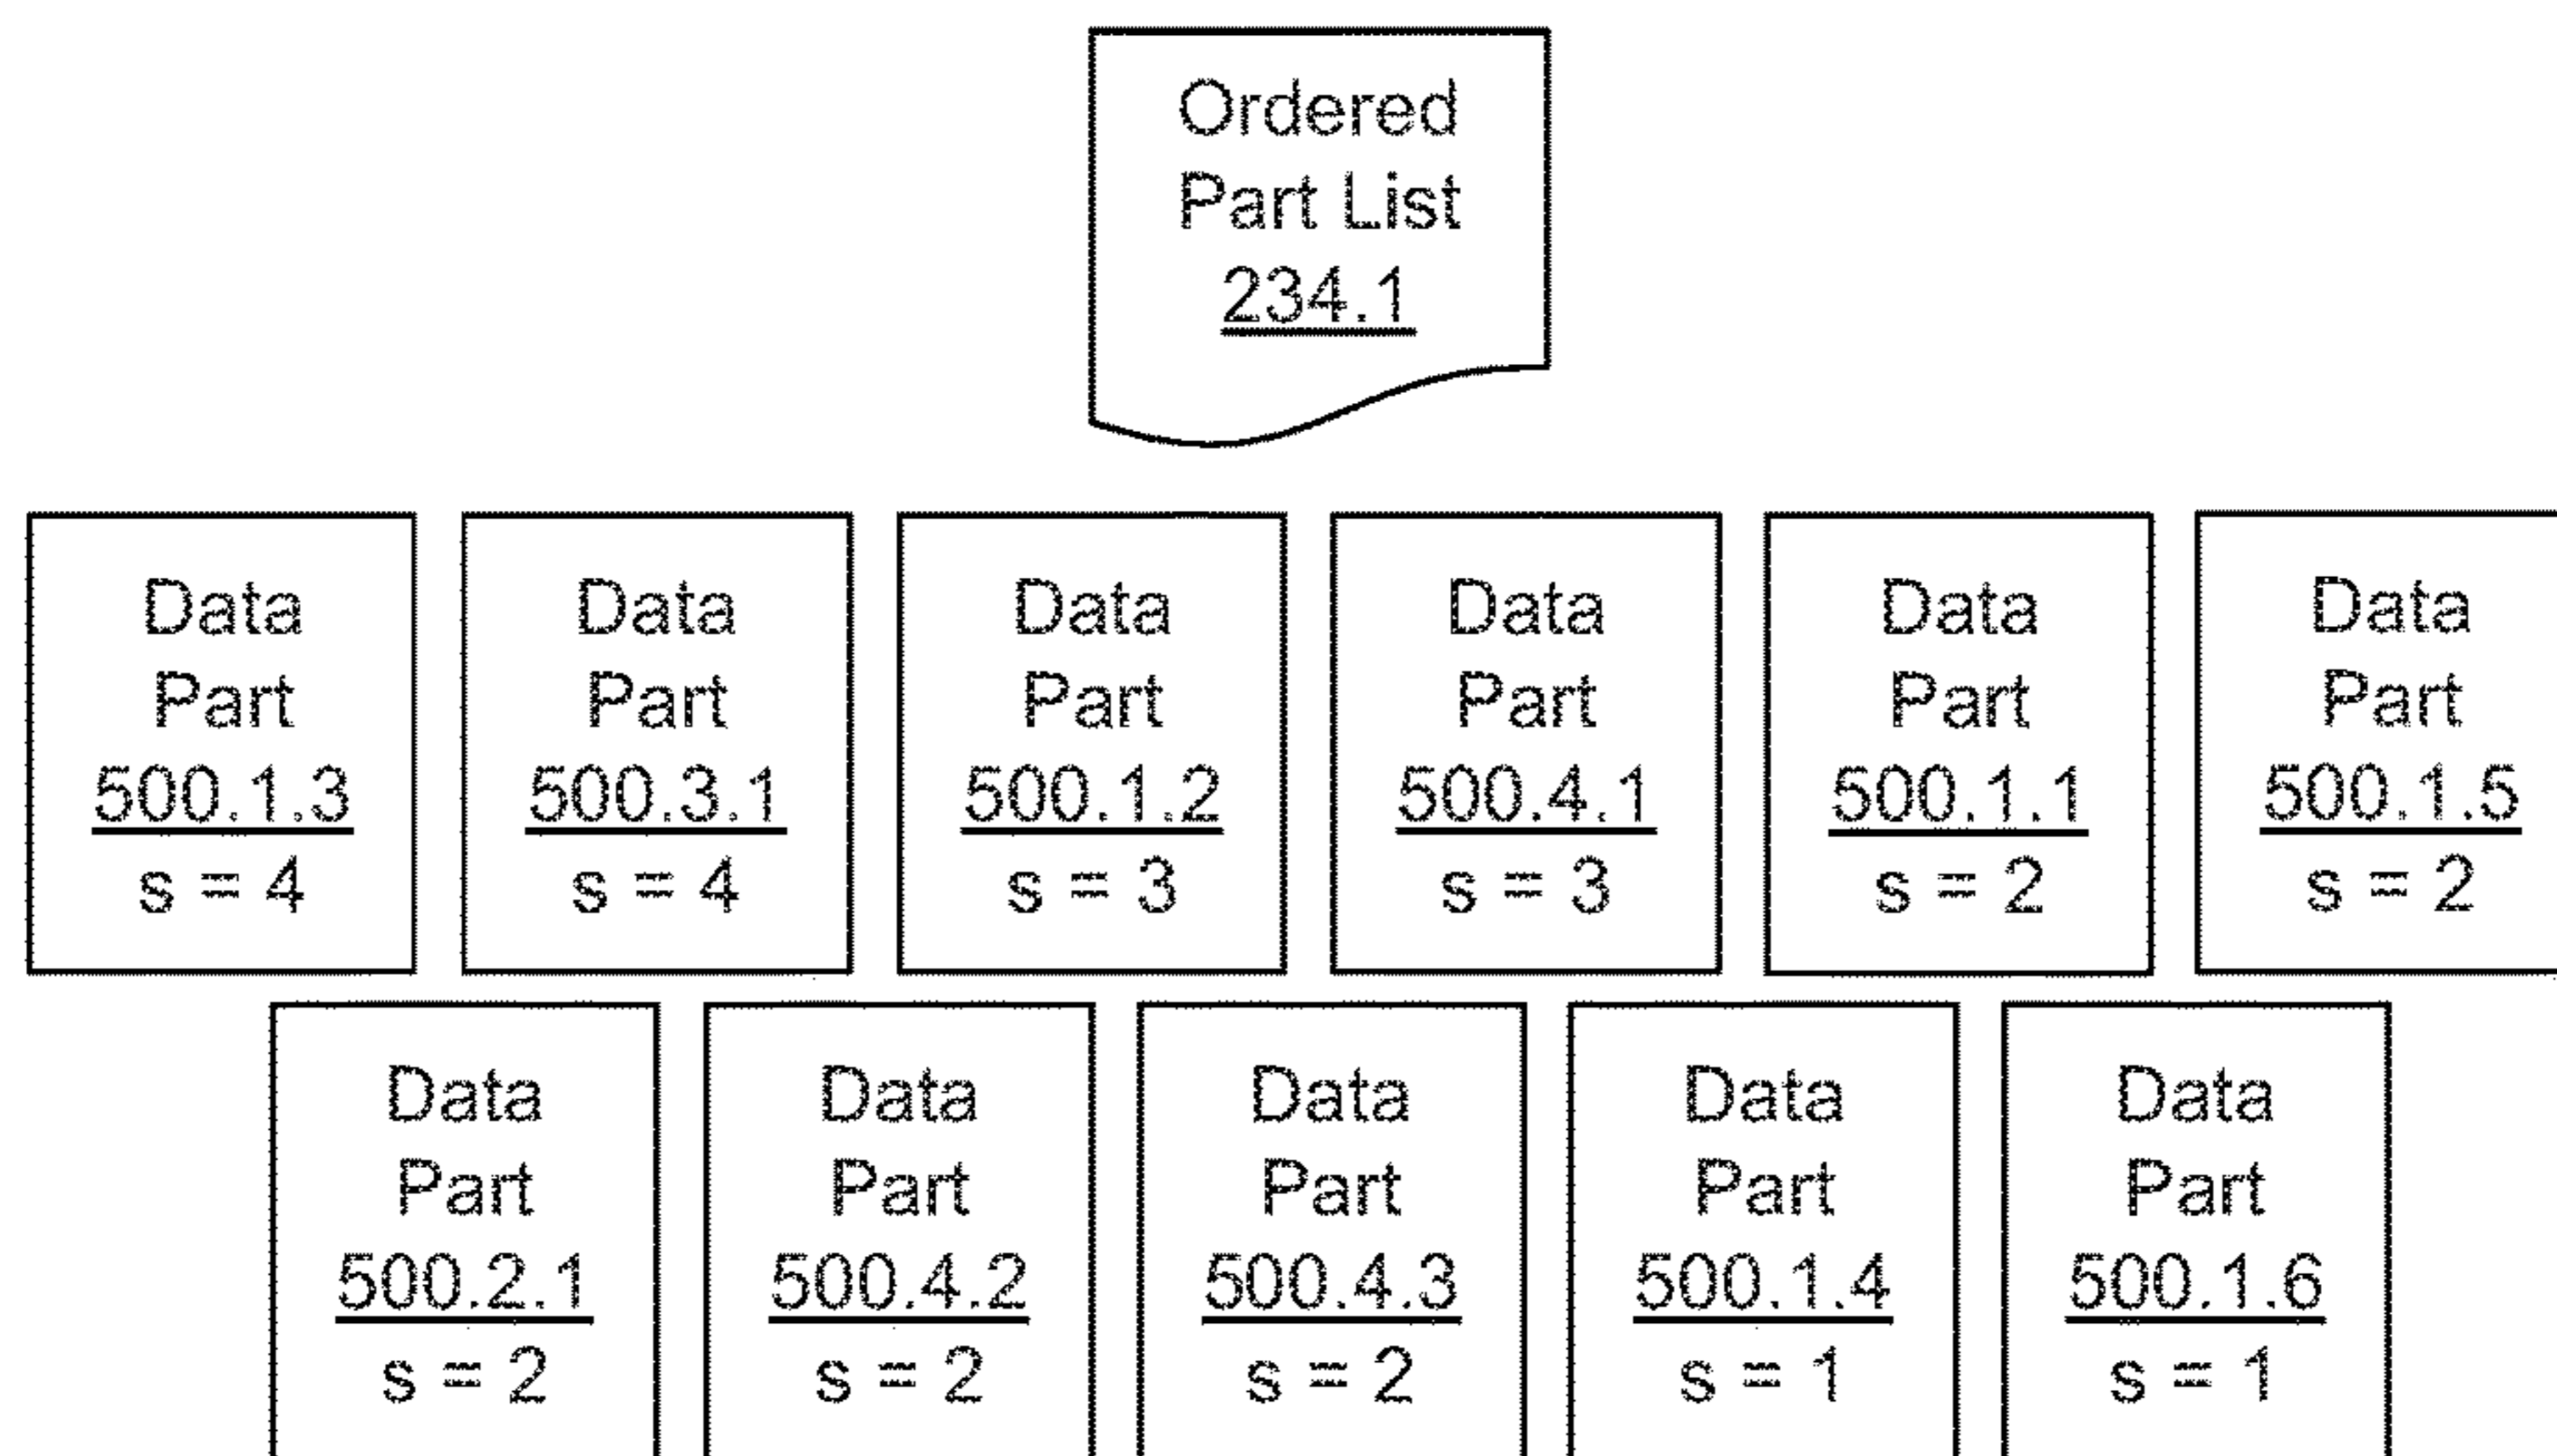 Ordered
Part List
234.1
Data
Part
500.1.3
s = 4
Data
Part
500.3.1
s = 4
Data
Part
500.1.2
s = 3
Data
Part
500.4.1
s = 3
Data
Part
500.1.1
s = 2
Data
Part
500.1.5
s = 2
Data
Part
500.2.1
s = 2
Data
Part
500.4.2
s = 2
Data
Part
500.4.3
s = 2
Data
Part
500.1.4
s = 1
Data
Part
500.1.6
s = 1